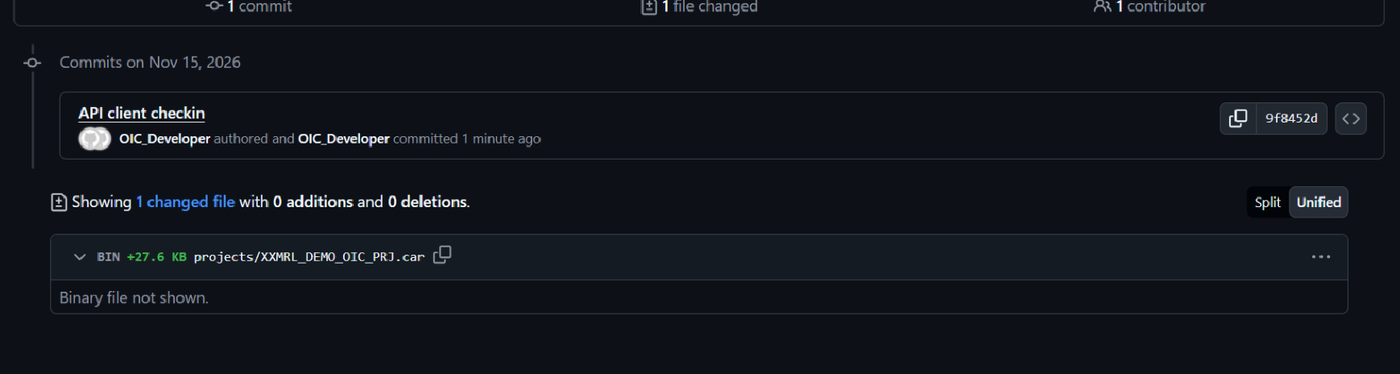 1 commit 1 file changed 1 contributor
Commits on Nov 15, 2026
API client checkin
OIC_Developer authored and OIC_Developer committed 1 minute ago
9f8452d
Showing 1 changed file with 0 additions and 0 deletions.
Split Unified
BIN +27.6 KB projects/XXMRL_DEMO_OIC_PRJ.car
Binary file not shown.